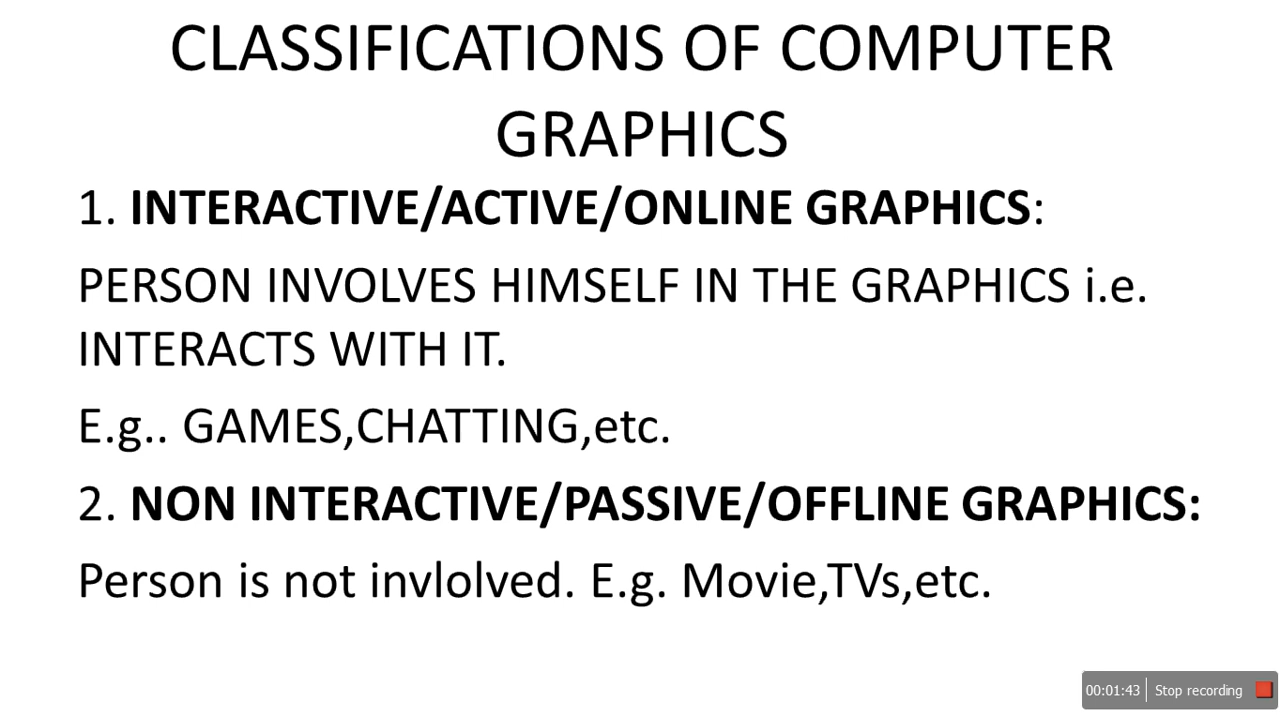 CLASSIFICATIONS OF COMPUTER
GRAPHICS
1. INTERACTIVE/ACTIVE/ONLINE GRAPHICS:
PERSON INVOLVES HIMSELF IN THE GRAPHICS i.e.
INTERACTS WITH IT.
E.g.. GAMES,CHATTING,etc.
2. NON INTERACTIVE/PASSIVE/OFFLINE GRAPHICS:
Person is not invlolved. E.g. Movie,TVs,etc.
00:01:43 Stop recording